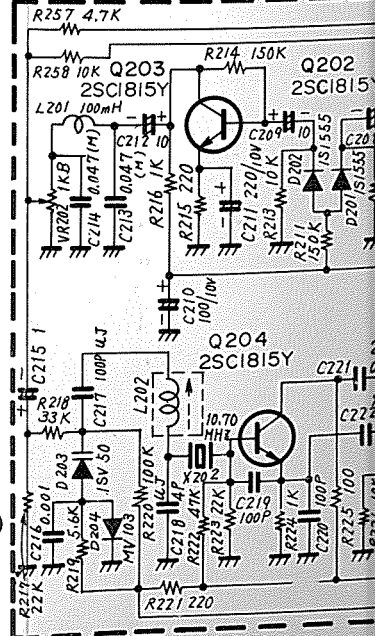 R257 4.7K
R258 10K
Q203
2SC1815Y
R214 150K
Q202
2SC1815Y
L201 100mH
C212 10
C209 10
D202
1S1555
D201
1S1555
1KB
VR202
C214
0.047(M)
C213
0.047
(M)
R216 1K
R215 220
C211 220/10V
R213 10K
R211
150K
C210
100/10V
C215 1
Q204
2SC1815Y
C221
C222
R218
33K
C217
100P UJ
L202
10.70
MHz
X202
D203
1SV50
R220 100K
C218
UJ
4P
R222 47K
R223 22K
C219
100P
R224 1K
C220
100P
R225 100
C216 0.001
R219 5.6K
D204
MV103
R217
22K
R221 220